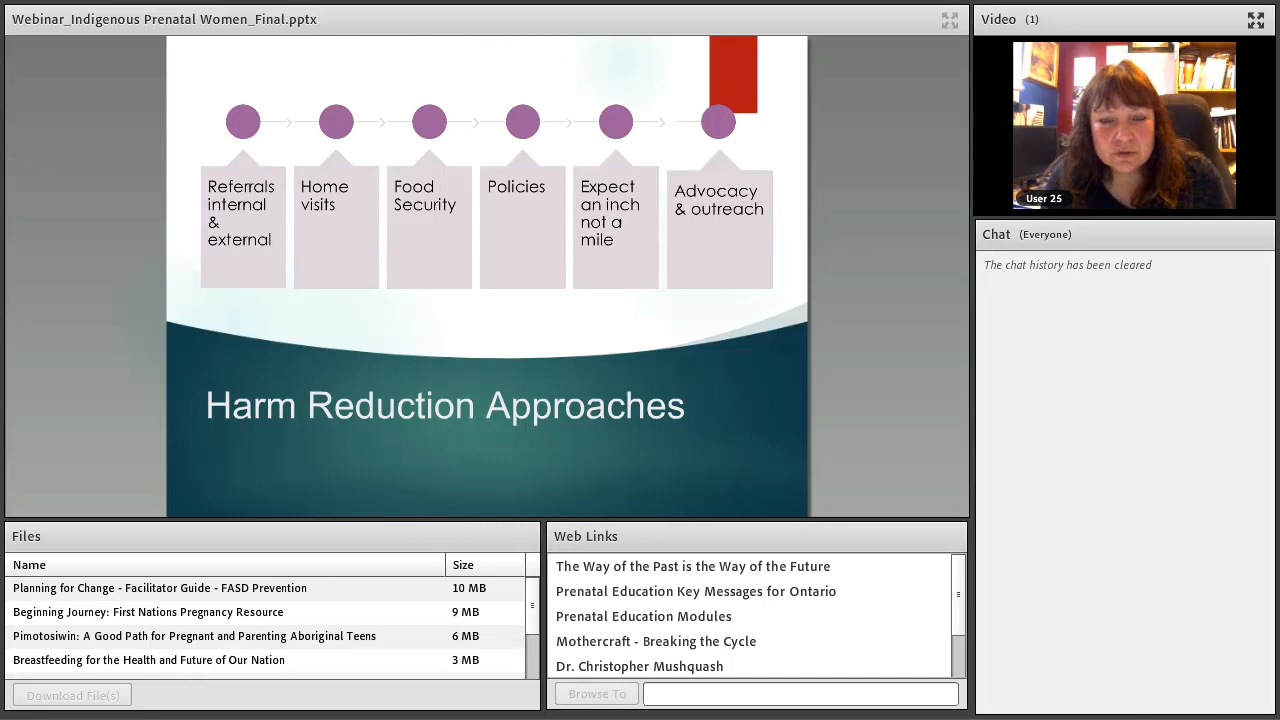 Webinar_Indigenous Prenatal Women_Final.pptx
Referrals
internal
&
external
Home
visits
Food
Security
Policies
Expect
an inch
not a
mile
Advocacy
& outreach
Harm Reduction Approaches
Video (1)
User 25
Chat (Everyone)
The chat history has been cleared
Files
Name Size
Planning for Change - Facilitator Guide - FASD Prevention 10 MB
Beginning Journey: First Nations Pregnancy Resource 9 MB
Pimotosiwin: A Good Path for Pregnant and Parenting Aboriginal Teens 6 MB
Breastfeeding for the Health and Future of Our Nation 3 MB
Download File(s)
Web Links
The Way of the Past is the Way of the Future
Prenatal Education Key Messages for Ontario
Prenatal Education Modules
Mothercraft - Breaking the Cycle
Dr. Christopher Mushquash
Browse To